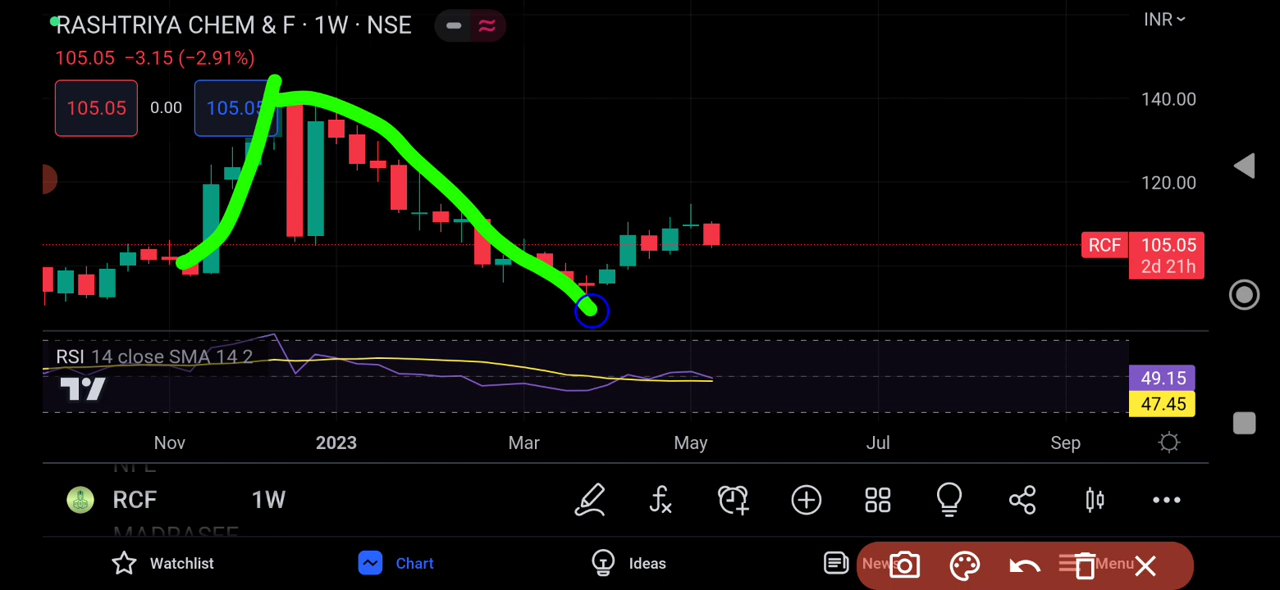 RASHTRIYA CHEM & F · 1W · NSE
INR
105.05 −3.15 (−2.91%)
105.05 0.00 105.05
140.00
120.00
RCF 105.05
2d 21h
RSI 14 close SMA 14 2
49.15
47.45
Nov 2023 Mar May Jul Sep
NFL
RCF 1W
MADRASFE
Watchlist Chart Ideas News Menu